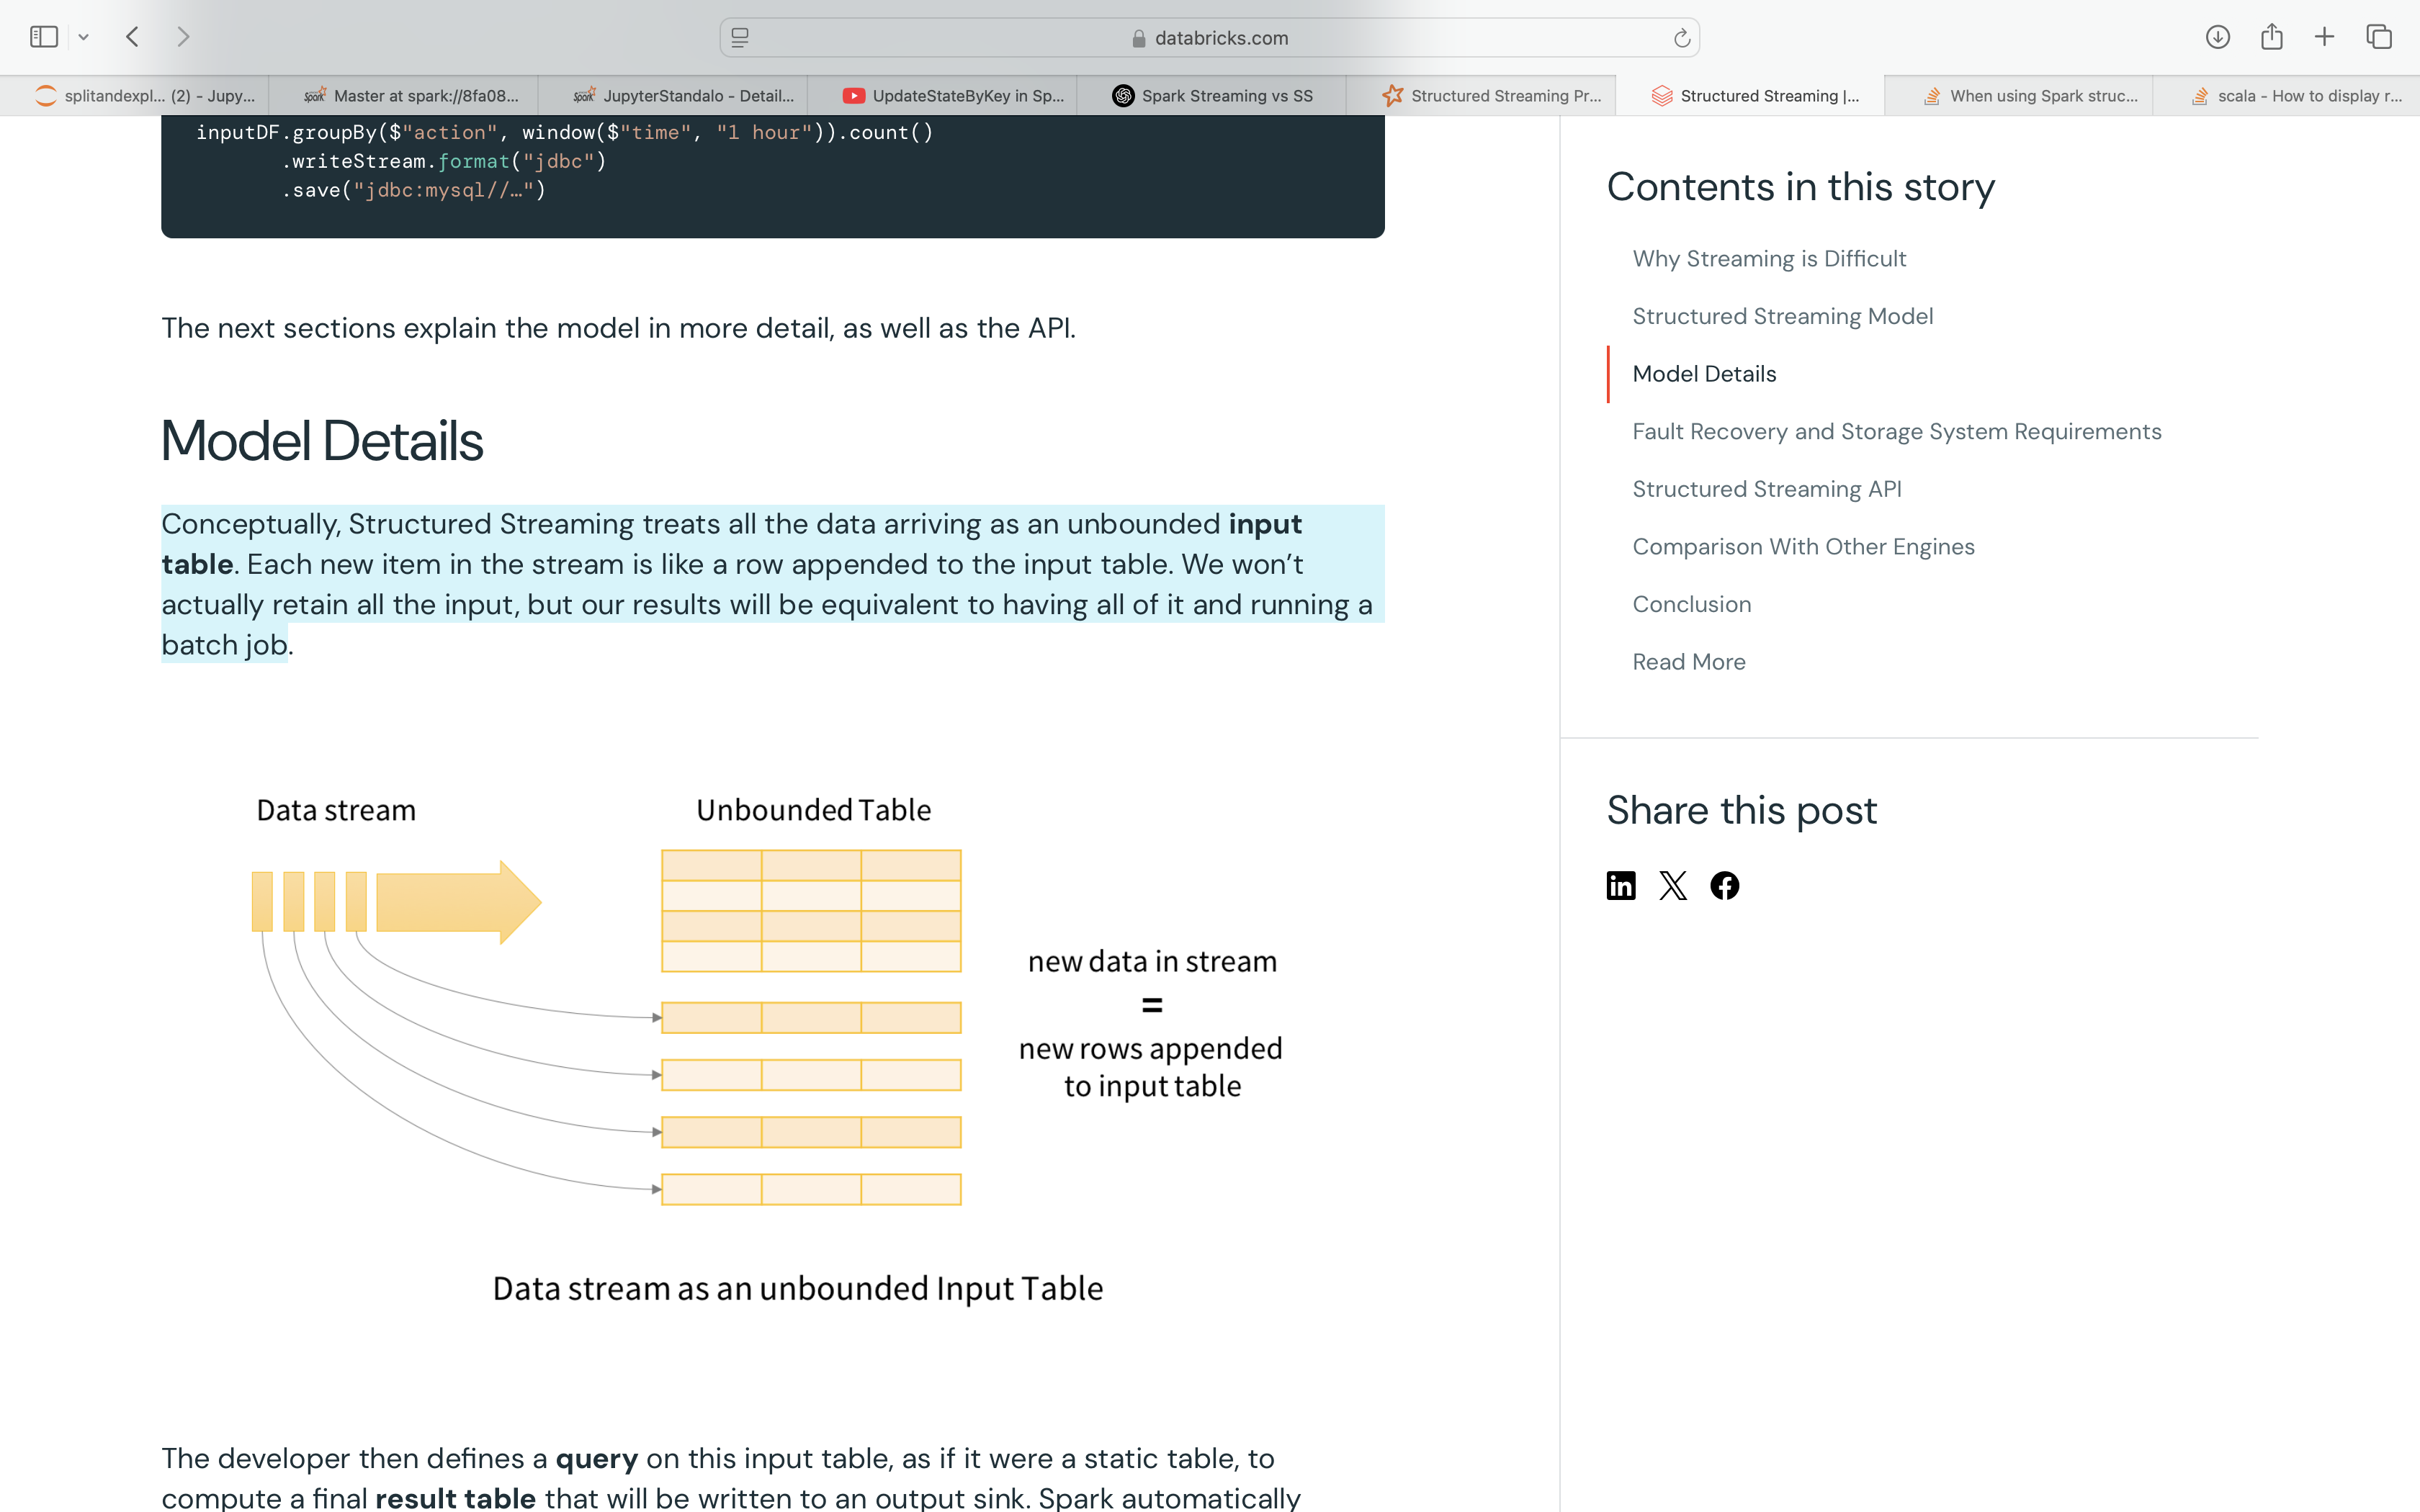 databricks.com
splitandexpl... (2) - Jupy...
Master at spark://8fa08...
JupyterStandalo - Detail...
UpdateStateByKey in Sp...
Spark Streaming vs SS
Structured Streaming Pr...
Structured Streaming |...
When using Spark struc...
scala - How to display r...
inputDF.groupBy($"action", window($"time", "1 hour")).count()
.writeStream.format("jdbc")
.save("jdbc:mysql//…")
The next sections explain the model in more detail, as well as the API.
Model Details
Conceptually, Structured Streaming treats all the data arriving as an unbounded input
table. Each new item in the stream is like a row appended to the input table. We won’t
actually retain all the input, but our results will be equivalent to having all of it and running a
batch job.
Data stream
Unbounded Table
new data in stream
=
new rows appended
to input table
Data stream as an unbounded Input Table
The developer then defines a query on this input table, as if it were a static table, to
compute a final result table that will be written to an output sink. Spark automatically
Contents in this story
Why Streaming is Difficult
Structured Streaming Model
Model Details
Fault Recovery and Storage System Requirements
Structured Streaming API
Comparison With Other Engines
Conclusion
Read More
Share this post